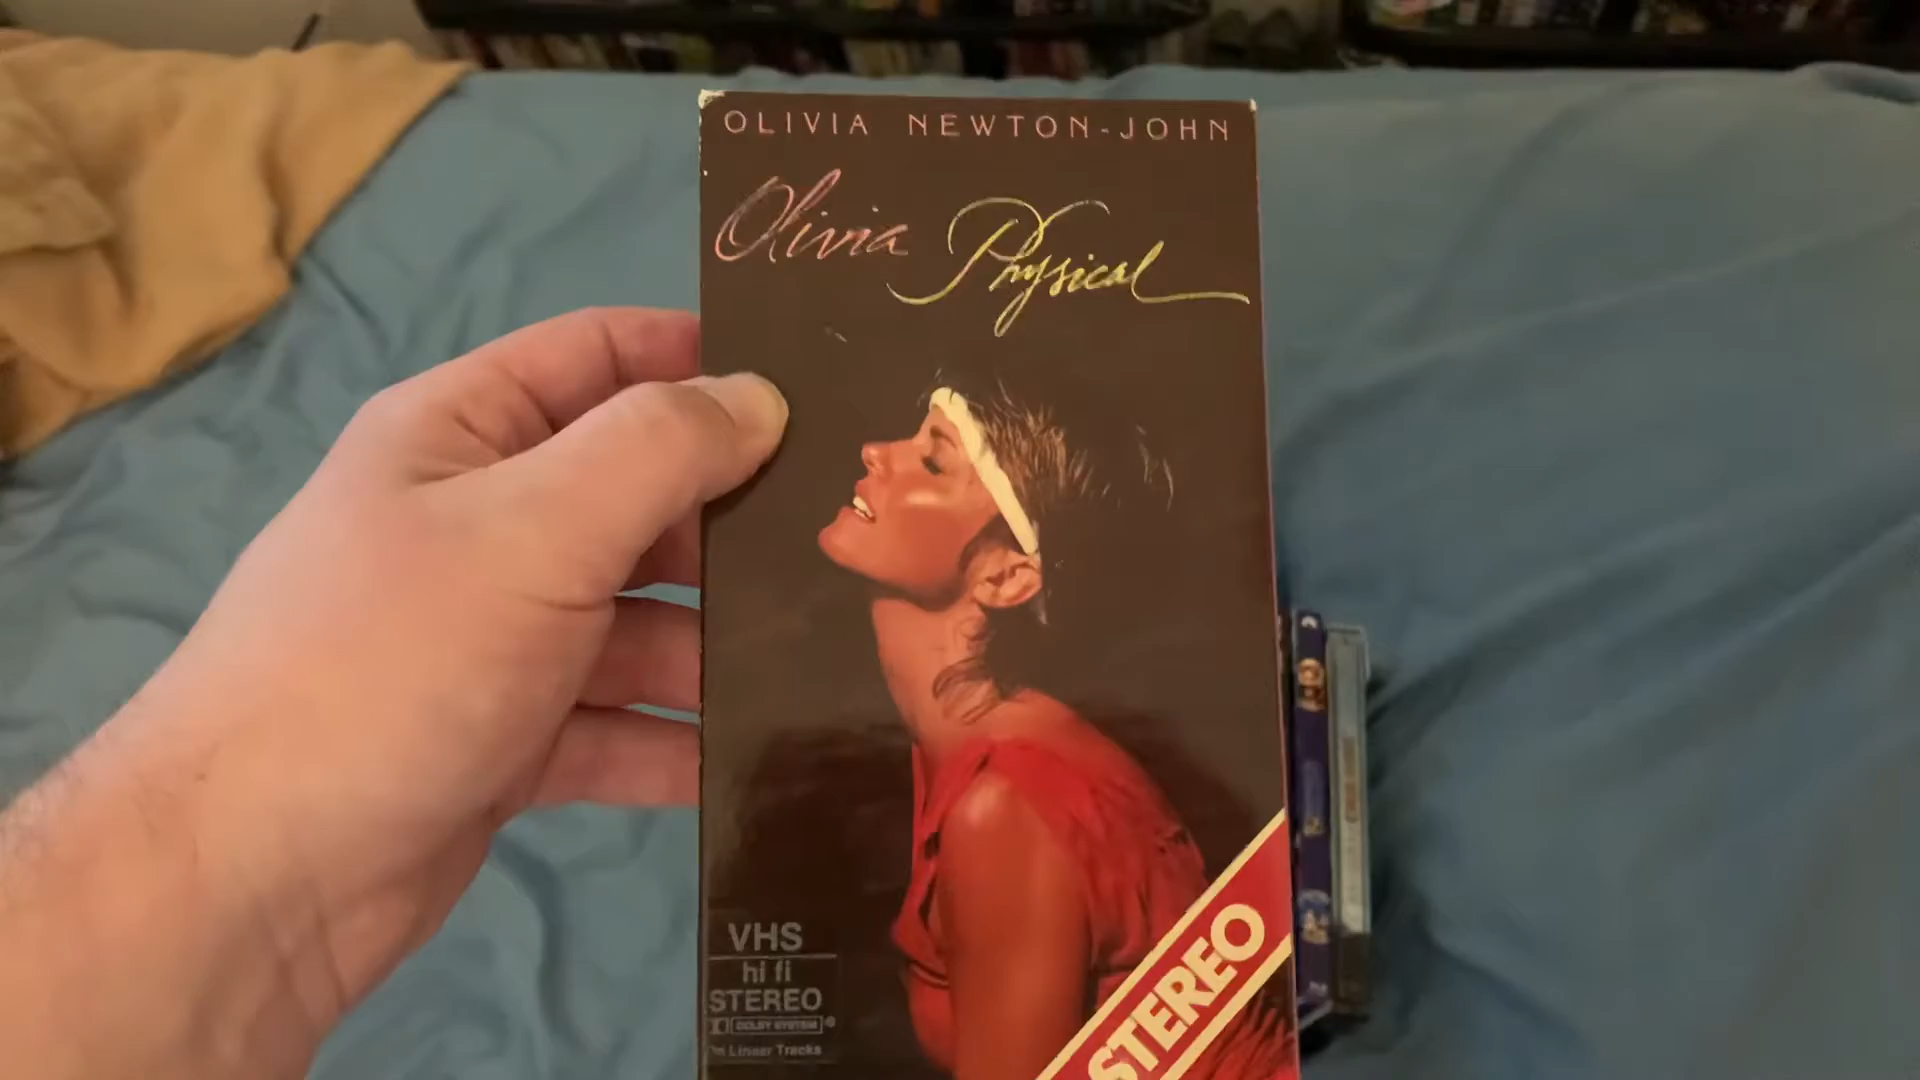 OLIVIA NEWTON-JOHN
Olivia Physical
VHS
hi fi
STEREO
DOLBY SYSTEM
on Linear Tracks
STEREO